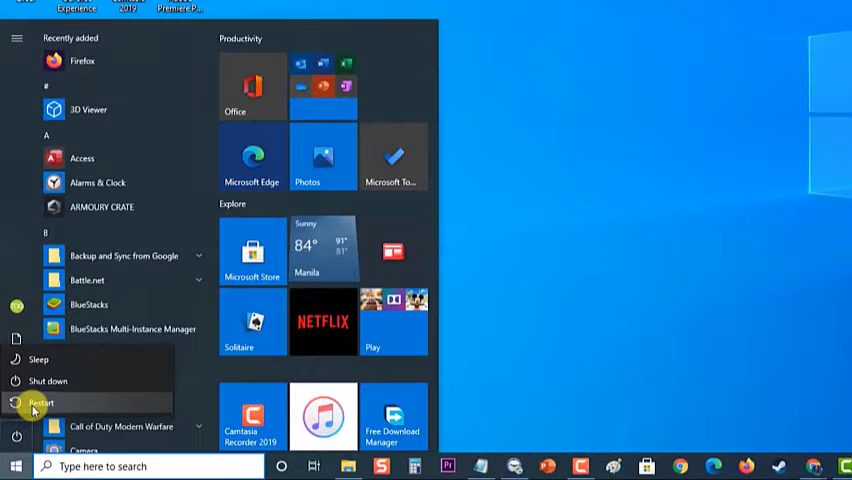 Experience
2019
Premiere P...
Recently added
Firefox
#
3D Viewer
A
Access
Alarms & Clock
ARMOURY CRATE
B
Backup and Sync from Google
Battle.net
BlueStacks
BlueStacks Multi-Instance Manager
Sleep
Shut down
Restart
Call of Duty Modern Warfare
Camera
Productivity
Office
Microsoft Edge
Photos
Microsoft To...
Explore
Microsoft Store
Sunny
84°
91°
81°
Manila
Solitaire
NETFLIX
Play
Camtasia
Recorder 2019
Free Download
Manager
Type here to search
Pr